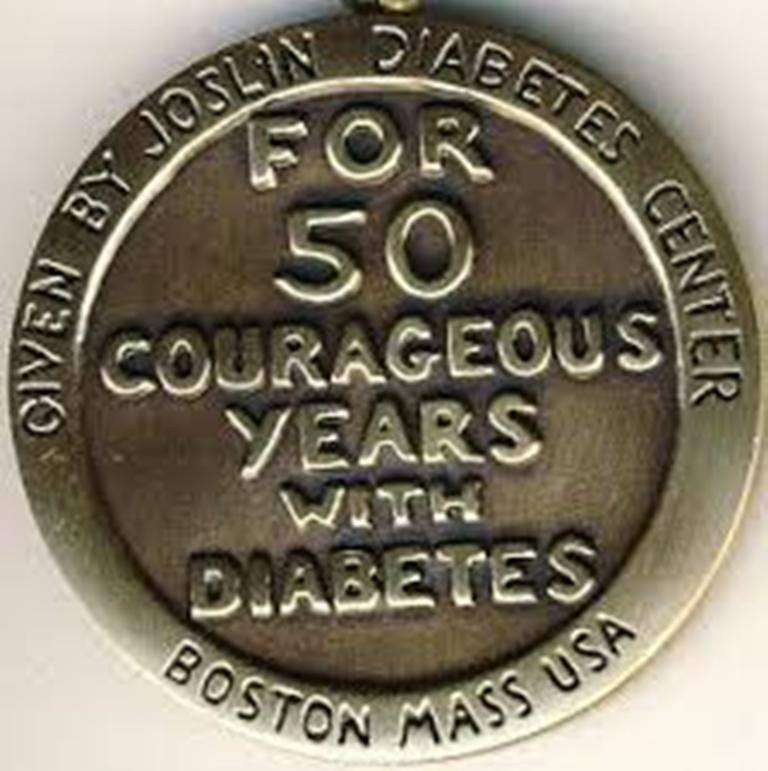 GIVEN BY JOSLIN DIABETES CENTER
FOR
50
COURAGEOUS
YEARS
WITH
DIABETES
BOSTON MASS USA